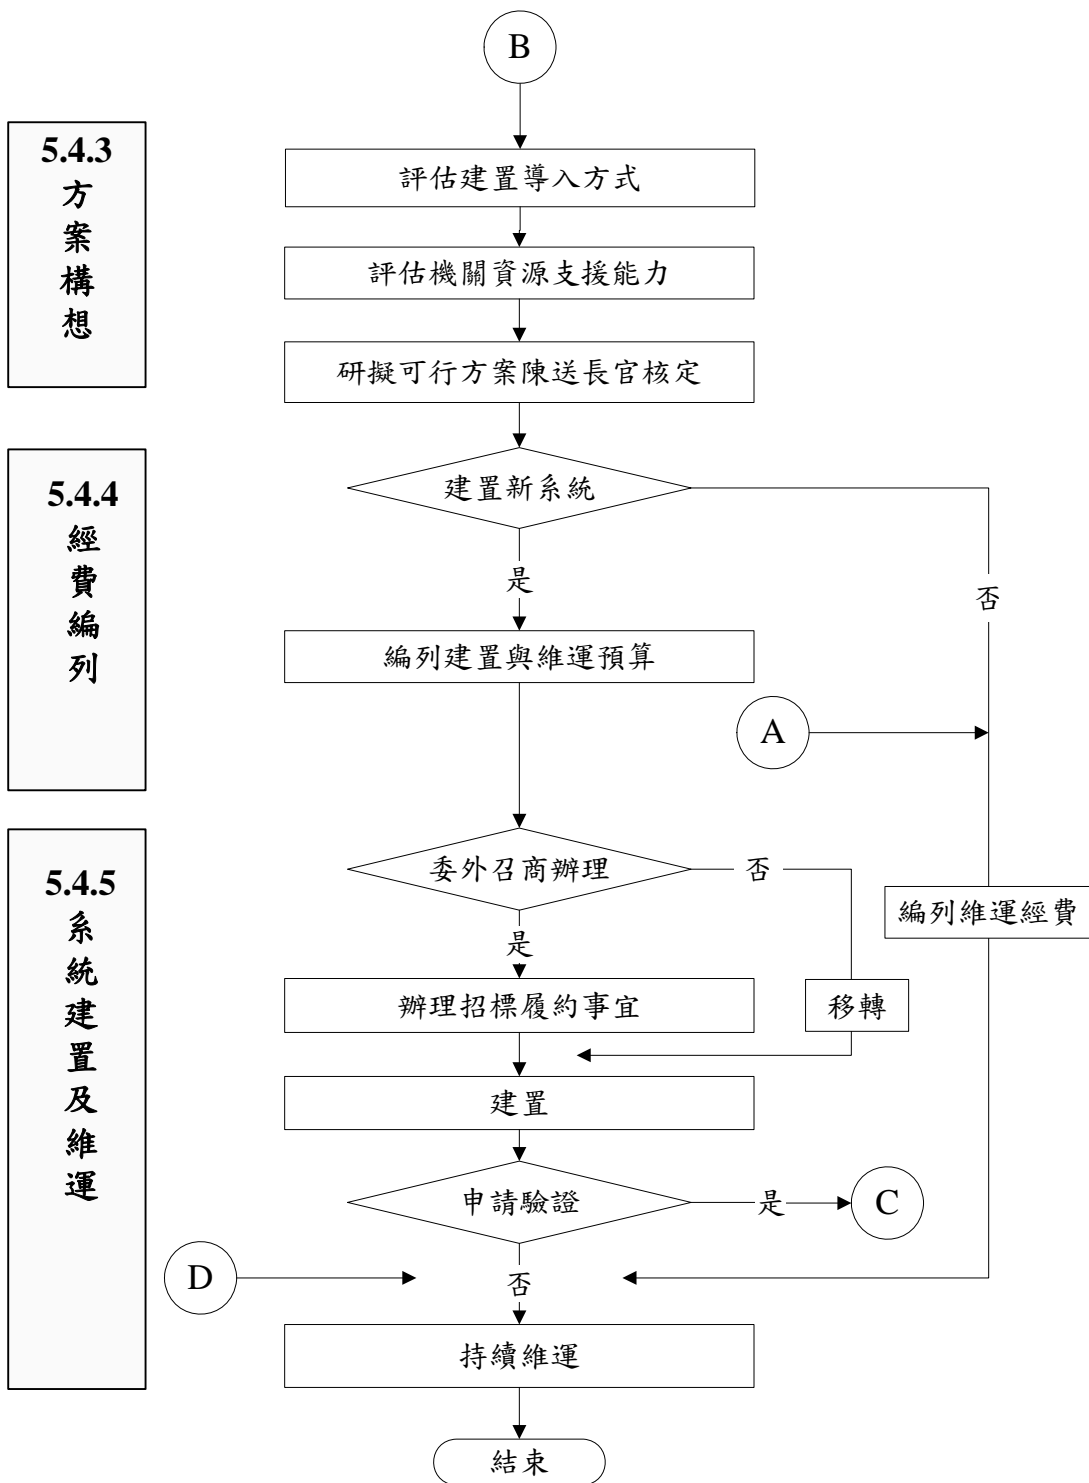 B
5.4.3
方案構想
評估建置導入方式
評估機關資源支援能力
研擬可行方案陳送長官核定
5.4.4
經費編列
建置新系統
是
否
編列建置與維運預算
A
5.4.5
系統建置及維運
委外召商辦理
否
是
編列維運經費
辦理招標履約事宜
移轉
建置
申請驗證
是
C
D
否
持續維運
結束